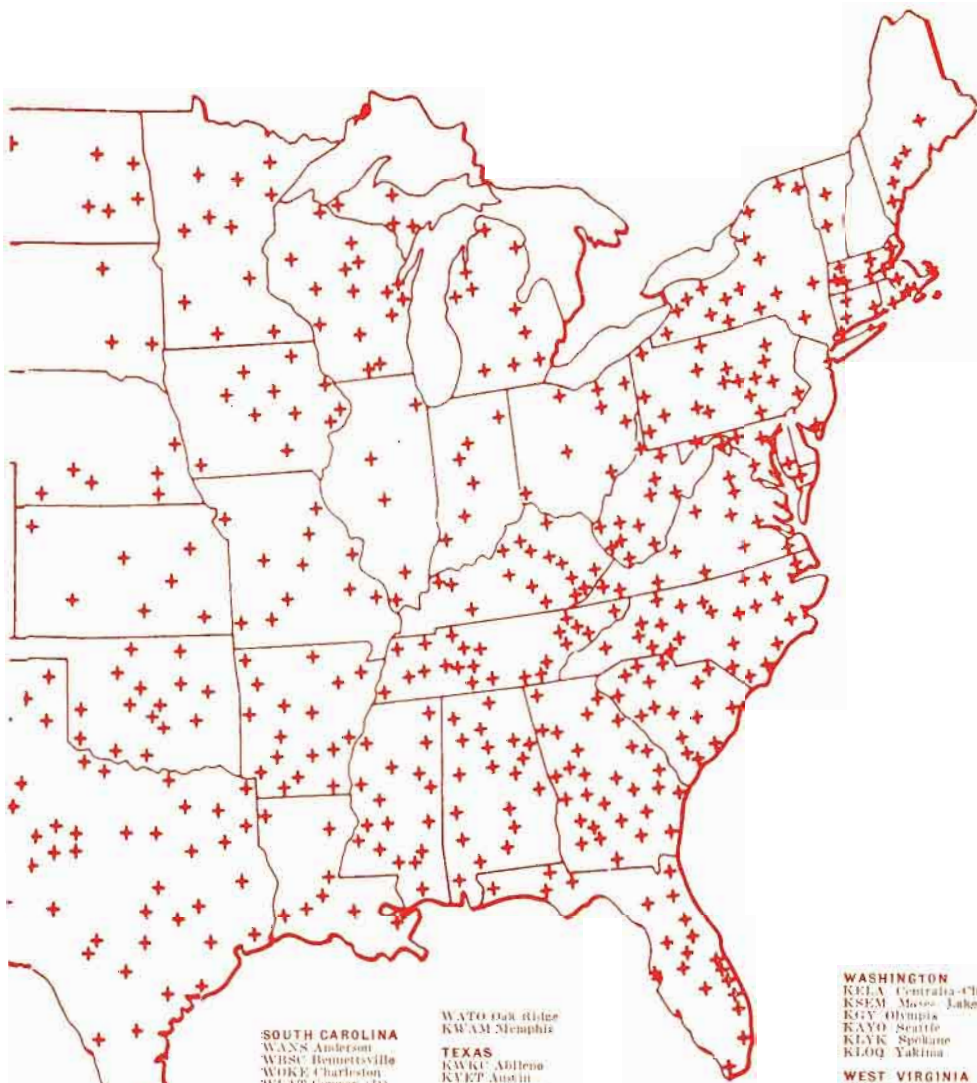 SOUTH CAROLINA
WANS Anderson
WBSC Bennettsville
WOKE Charleston
WATO Oak Ridge
KWAM Memphis
TEXAS
KWKC Abilene
KVET Austin
WASHINGTON
KELA Centralia-Ch
KSEM Moses Lake
KGY Olympia
KAYO Seattle
KLYK Spokane
KLOQ Yakima
WEST VIRGINIA